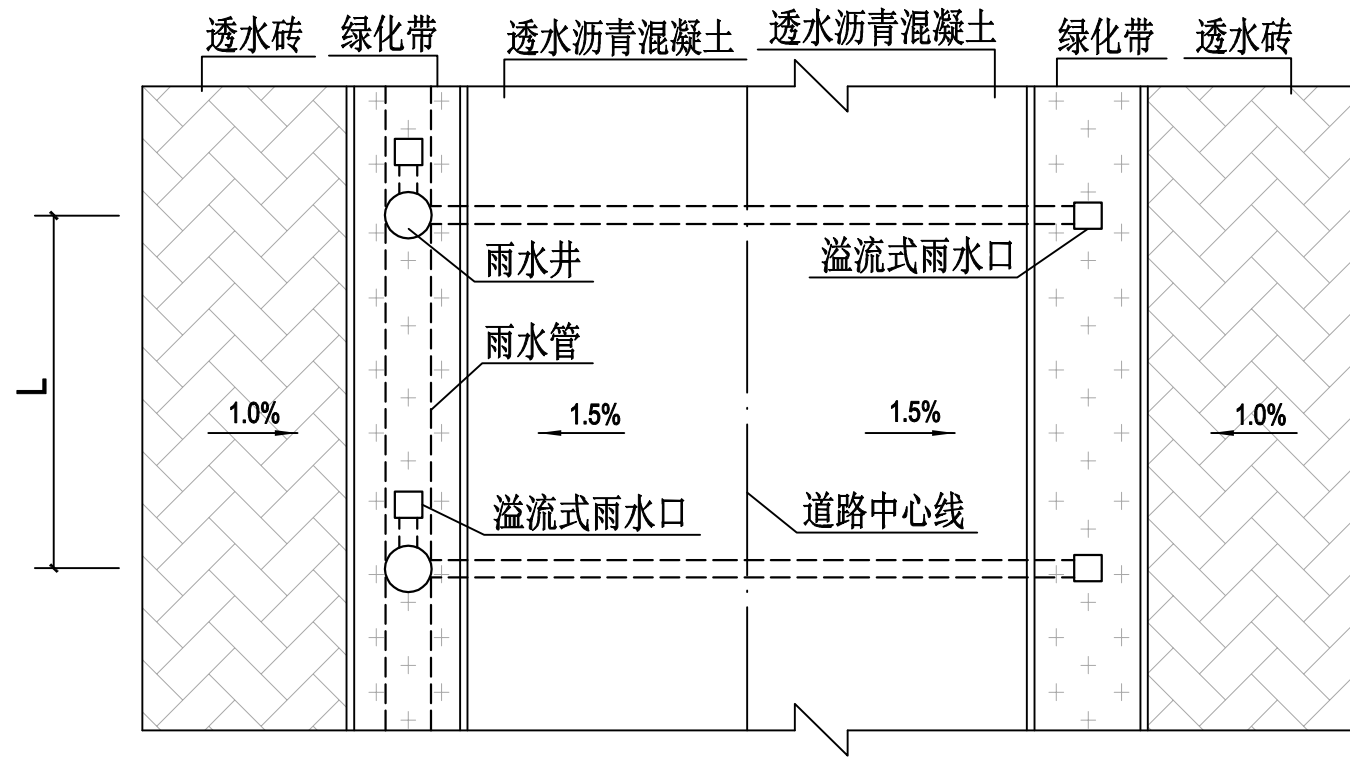 透水砖
绿化带
透水沥青混凝土
透水沥青混凝土
绿化带
透水砖
雨水井
溢流式雨水口
雨水管
L
1.0%
1.5%
1.5%
1.0%
溢流式雨水口
道路中心线